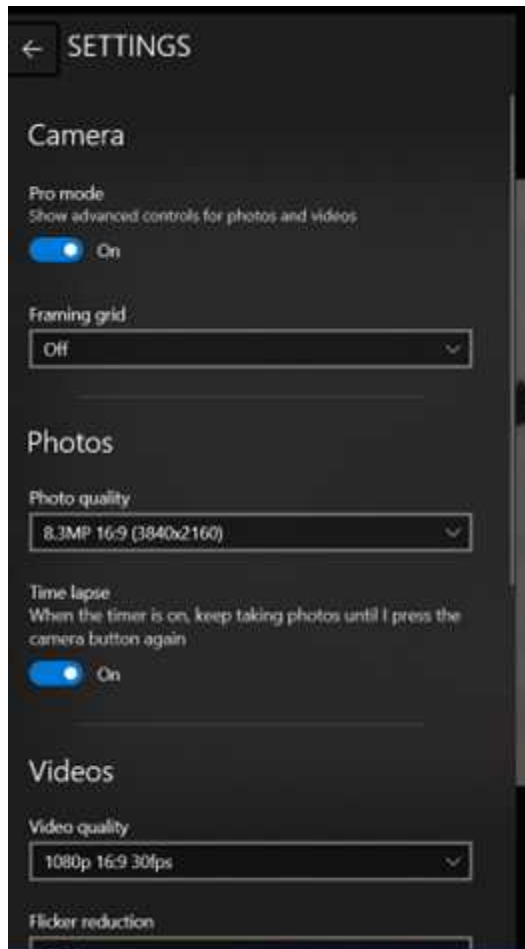 SETTINGS
Camera
Pro mode
Show advanced controls for photos and videos
On
Framing grid
Off
Photos
Photo quality
8.3MP 16:9 (3840x2160)
Time lapse
When the timer is on, keep taking photos until I press the
camera button again
On
Videos
Video quality
1080p 16:9 30fps
Flicker reduction